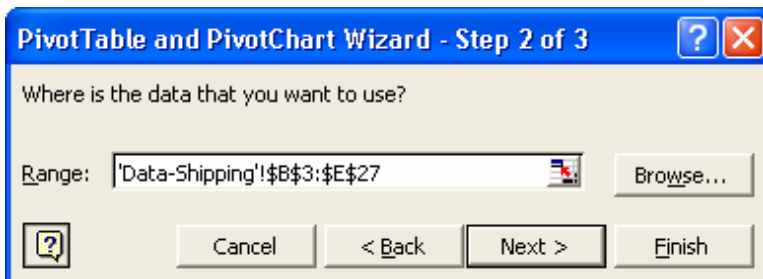 PivotTable and PivotChart Wizard - Step 2 of 3
Where is the data that you want to use?
Range: 'Data-Shipping'!$B$3:$E$27 Browse...
Cancel < Back Next > Finish